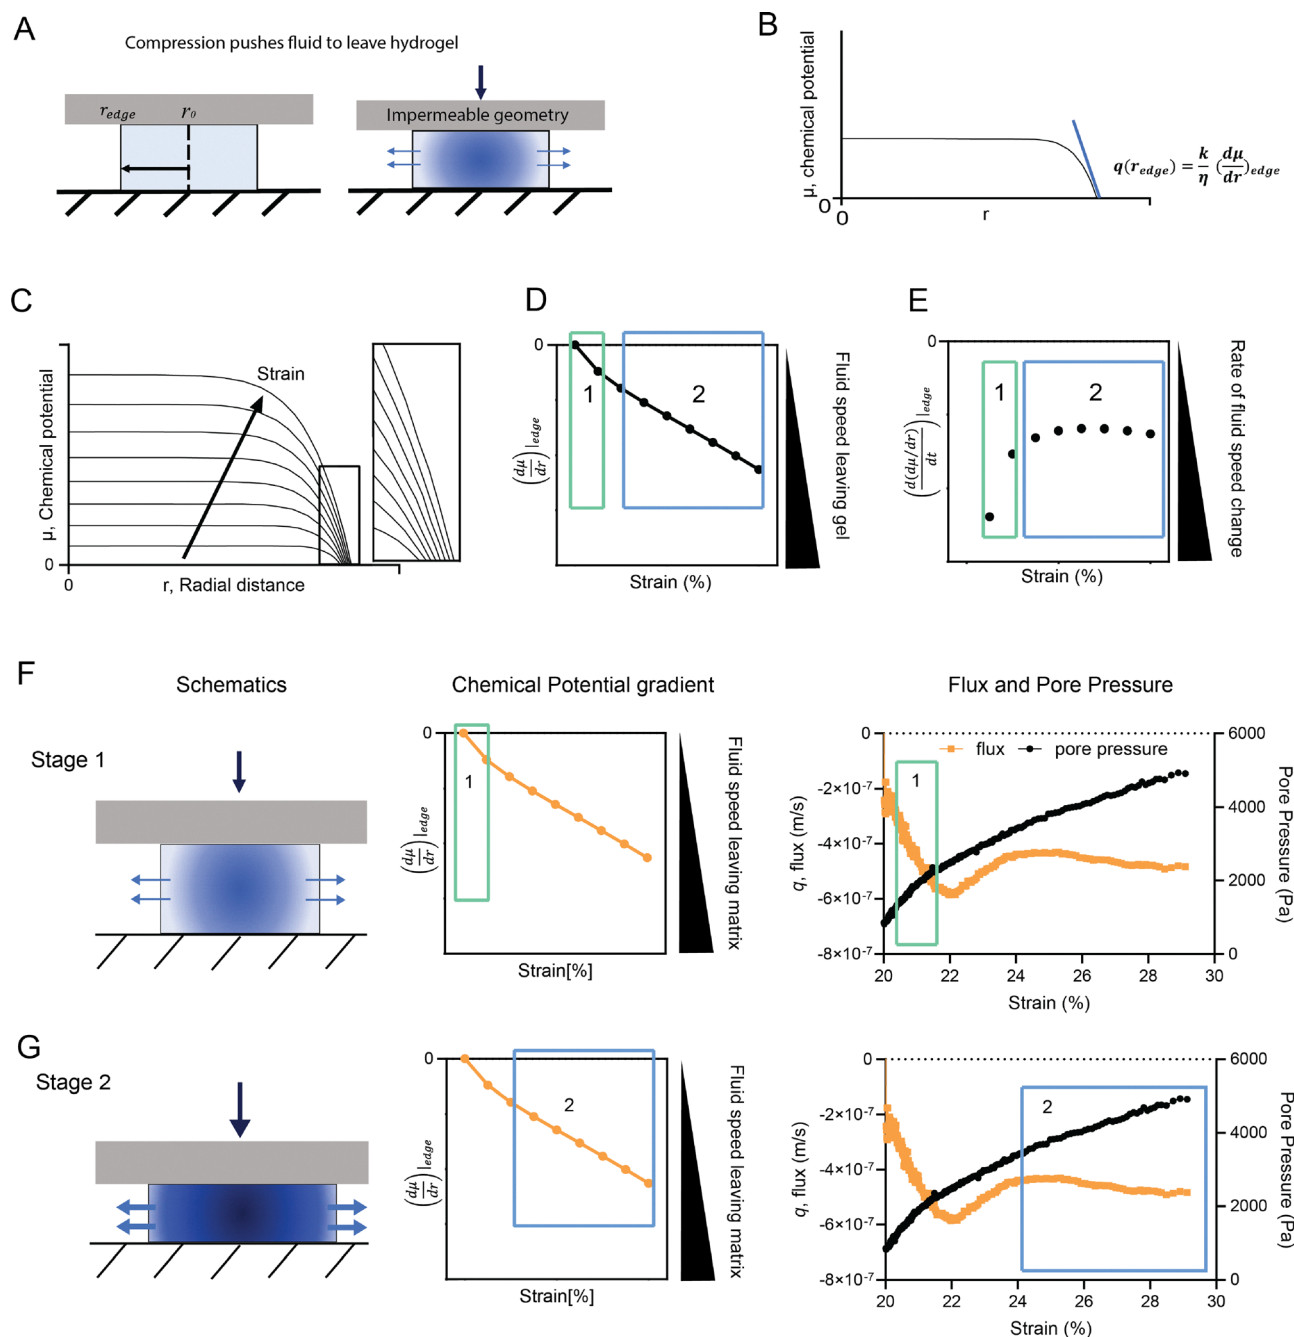 A
Compression pushes fluid to leave hydrogel
r_edge
r_0
Impermeable geometry
B
μ, chemical potential
0
0
r
q(r_edge) = k/η (dμ/dr)_edge
C
μ, Chemical potential
Strain
0
0
r, Radial distance
D
0
1
2
(dμ/dr)|edge
Strain (%)
Fluid speed leaving gel
E
0
1
2
(d(dμ/dr)/dt)|edge
Strain (%)
Rate of fluid speed change
F
Schematics
Chemical Potential gradient
Flux and Pore Pressure
Stage 1
0
1
(dμ/dr)|edge
Strain[%]
Fluid speed leaving matrix
flux
pore pressure
1
0
-2×10⁻⁷
-4×10⁻⁷
-6×10⁻⁷
-8×10⁻⁷
q, flux (m/s)
6000
4000
2000
0
Pore Pressure (Pa)
20
22
24
26
28
30
Strain (%)
G
Stage 2
0
2
(dμ/dr)|edge
Strain[%]
Fluid speed leaving matrix
2
0
-2×10⁻⁷
-4×10⁻⁷
-6×10⁻⁷
-8×10⁻⁷
q, flux (m/s)
6000
4000
2000
0
Pore Pressure (Pa)
20
22
24
26
28
30
Strain (%)